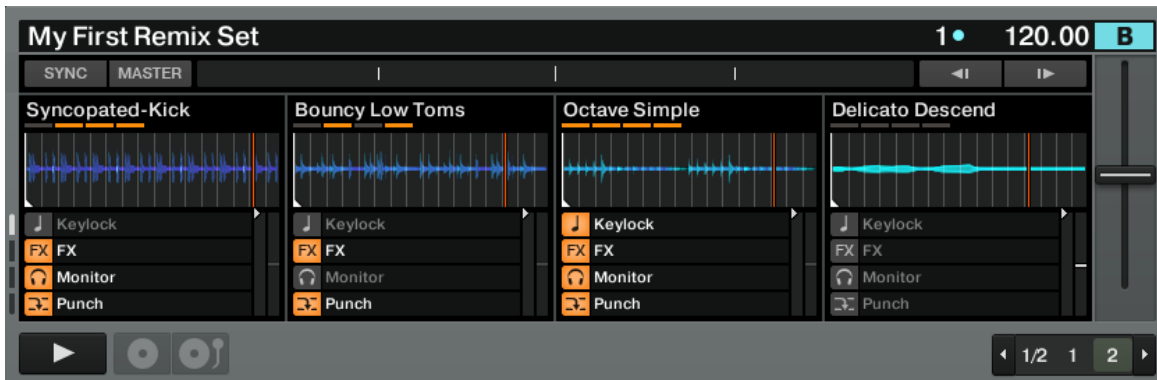 My First Remix Set 1 120.00 B
SYNC MASTER
Syncopated-Kick Bouncy Low Toms Octave Simple Delicato Descend
Keylock Keylock Keylock Keylock
FX FX FX FX FX FX FX FX
Monitor Monitor Monitor Monitor
Punch Punch Punch Punch
1/2 1 2